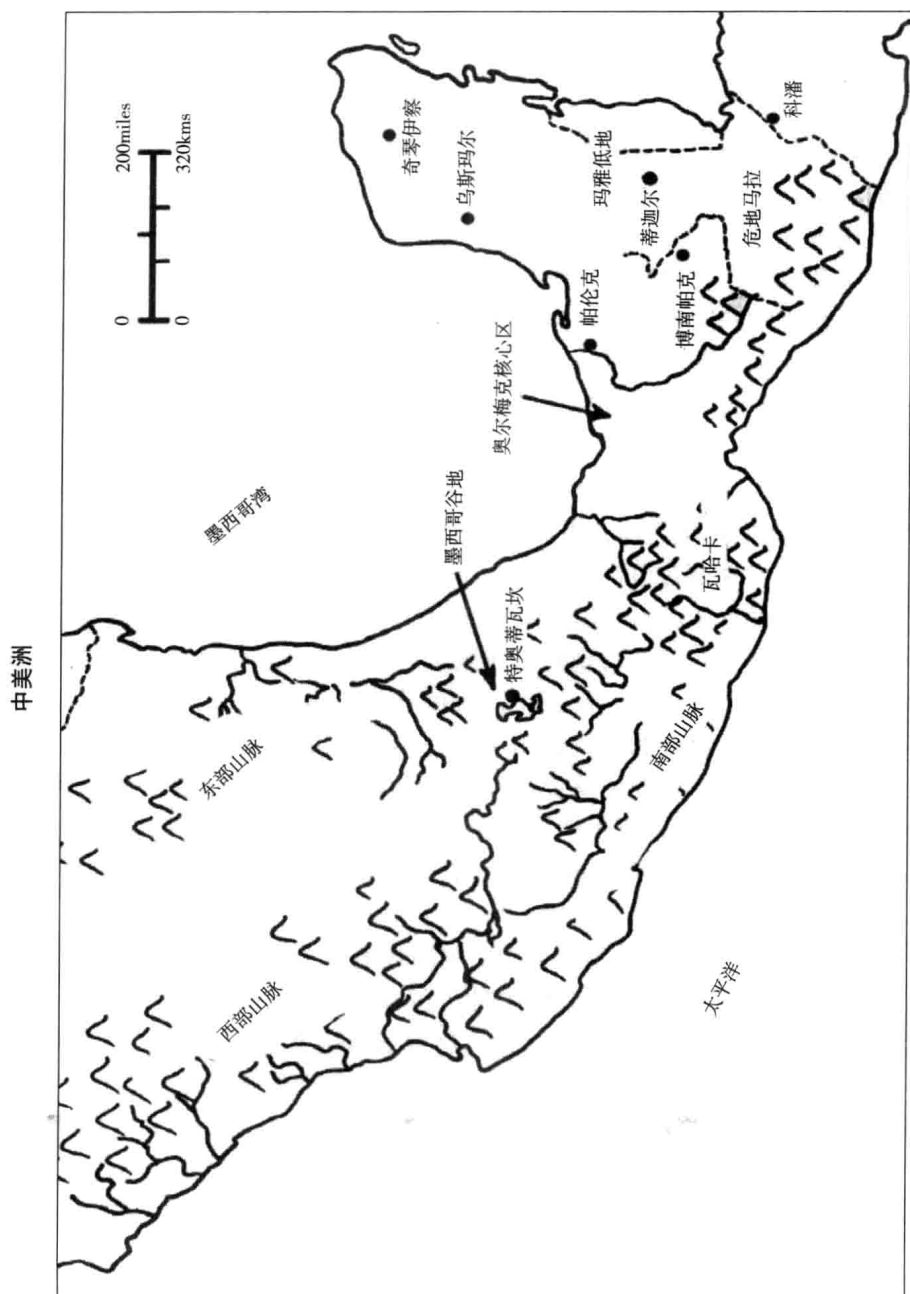 中美洲
0 200miles
0 320kms
墨西哥湾
奇琴伊察
乌斯玛尔
玛雅低地
蒂迦尔
帕伦克
博南帕克
危地马拉
科潘
奥尔梅克核心区
墨西哥谷地
特奥蒂瓦坎
瓦哈卡
东部山脉
西部山脉
南部山脉
太平洋